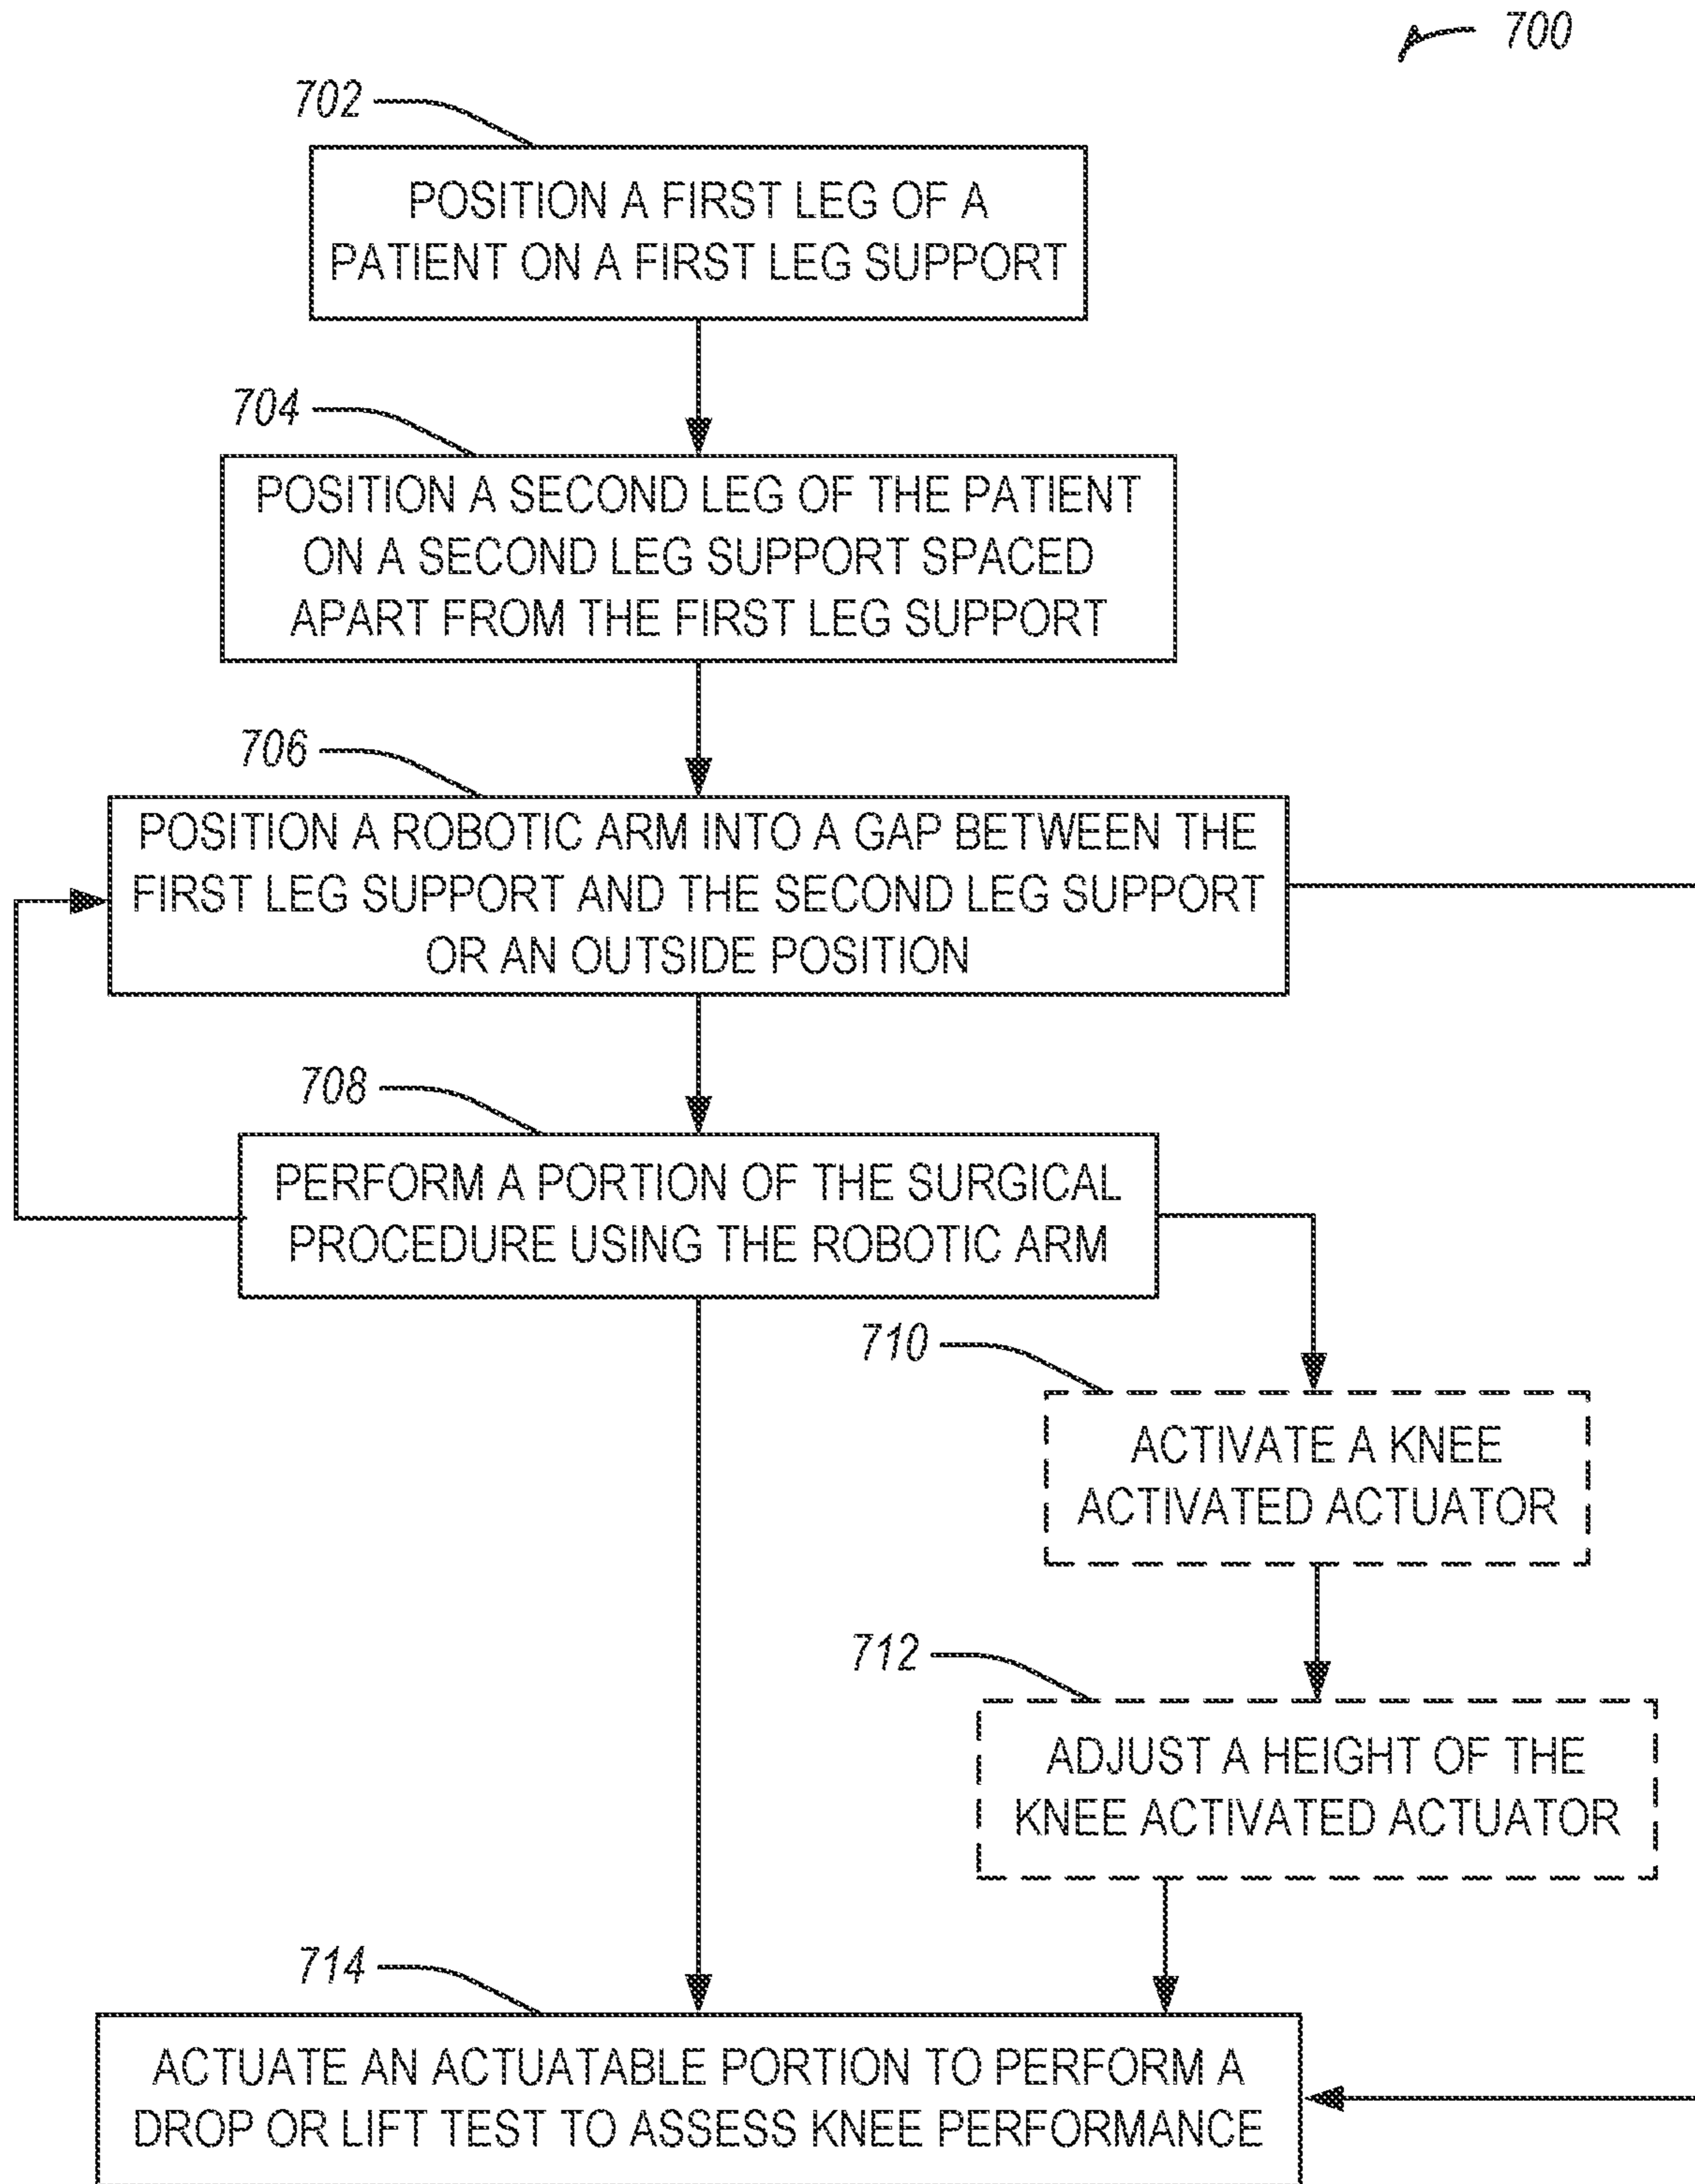 700
702
POSITION A FIRST LEG OF A
PATIENT ON A FIRST LEG SUPPORT
704
POSITION A SECOND LEG OF THE PATIENT
ON A SECOND LEG SUPPORT SPACED
APART FROM THE FIRST LEG SUPPORT
706
POSITION A ROBOTIC ARM INTO A GAP BETWEEN THE
FIRST LEG SUPPORT AND THE SECOND LEG SUPPORT
OR AN OUTSIDE POSITION
708
PERFORM A PORTION OF THE SURGICAL
PROCEDURE USING THE ROBOTIC ARM
710
ACTIVATE A KNEE
ACTIVATED ACTUATOR
712
ADJUST A HEIGHT OF THE
KNEE ACTIVATED ACTUATOR
714
ACTUATE AN ACTUATABLE PORTION TO PERFORM A
DROP OR LIFT TEST TO ASSESS KNEE PERFORMANCE